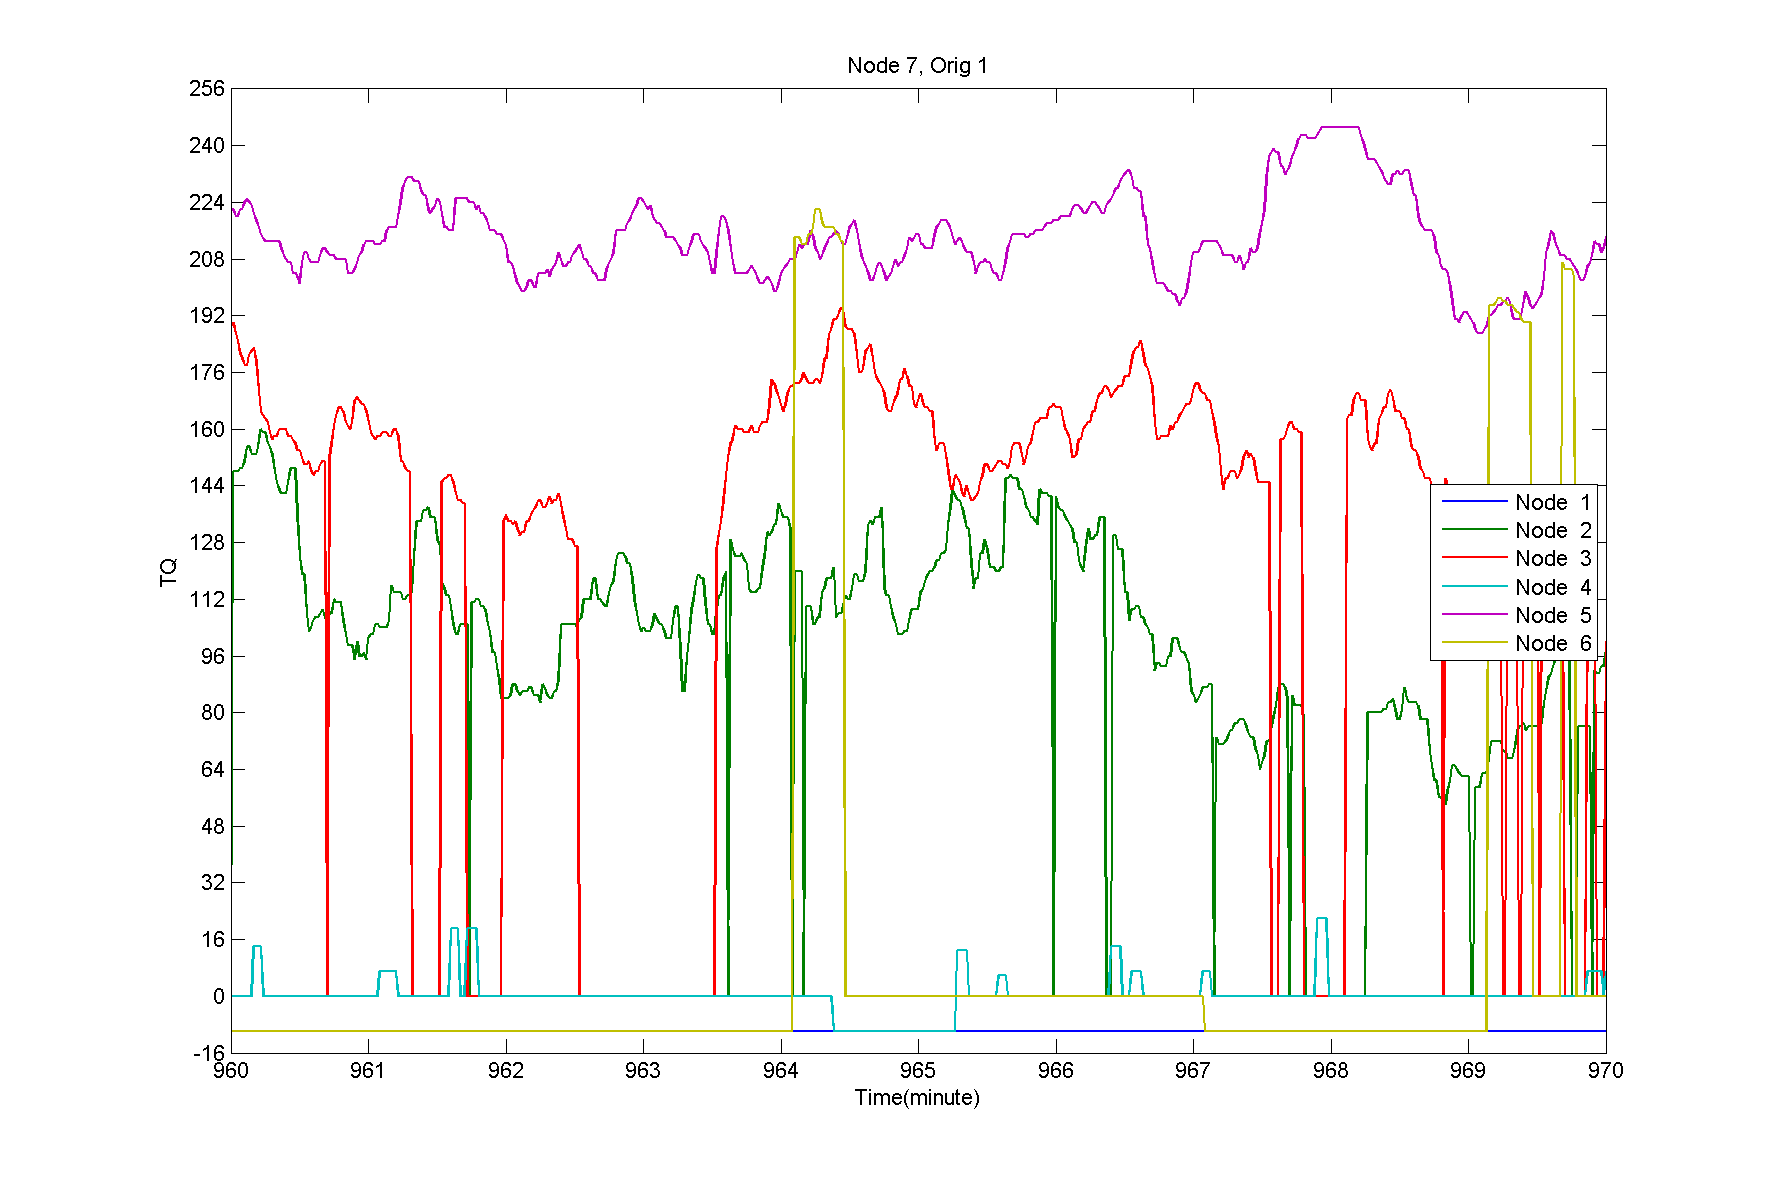 Node 7, Orig 1
256
240
224
208
192
176
160
144
128
112
96
80
64
48
32
16
0
-16
TQ
Node 1
Node 2
Node 3
Node 4
Node 5
Node 6
960 961 962 963 964 965 966 967 968 969 970
Time(minute)